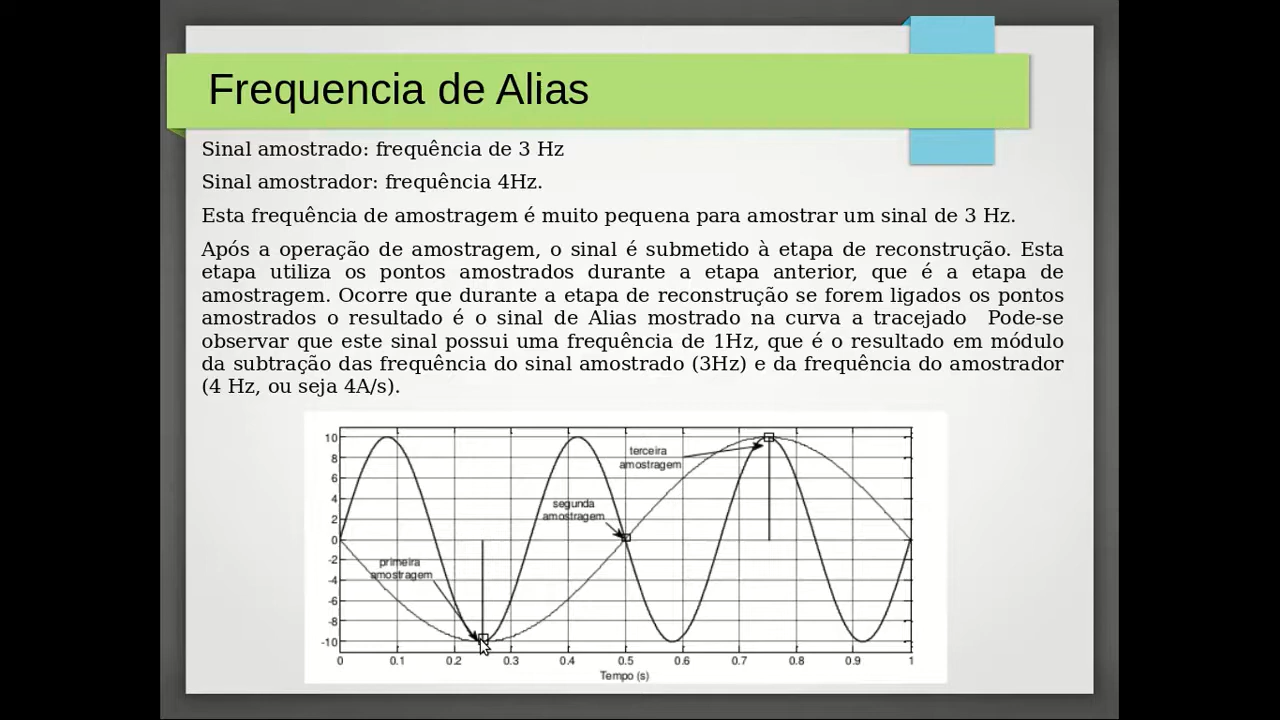 Frequencia de Alias
Sinal amostrado: frequência de 3 Hz
Sinal amostrador: frequência 4Hz.
Esta frequência de amostragem é muito pequena para amostrar um sinal de 3 Hz.
Após a operação de amostragem, o sinal é submetido à etapa de reconstrução. Esta
etapa utiliza os pontos amostrados durante a etapa anterior, que é a etapa de
amostragem. Ocorre que durante a etapa de reconstrução se forem ligados os pontos
amostrados o resultado é o sinal de Alias mostrado na curva a tracejado Pode-se
observar que este sinal possui uma frequência de 1Hz, que é o resultado em módulo
da subtração das frequência do sinal amostrado (3Hz) e da frequência do amostrador
(4 Hz, ou seja 4A/s).
10
8
6
4
2
0
-2
-4
-6
-8
-10
terceira
amostragem
segunda
amostragem
primeira
amostragem
0 0.1 0.2 0.3 0.4 0.5 0.6 0.7 0.8 0.9 1
Tempo (s)